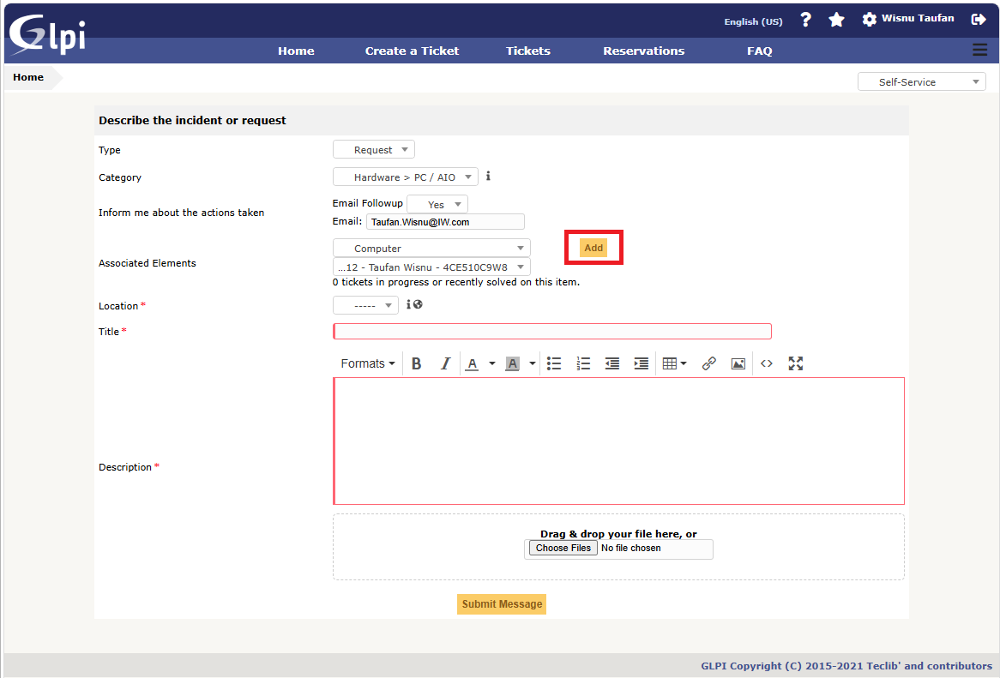 Glpi
English (US) ? Wisnu Taufan
Home Create a Ticket Tickets Reservations FAQ
Home
Self-Service
Describe the incident or request
Type Request
Category Hardware > PC / AIO
Inform me about the actions taken
Email Followup Yes
Email: Taufan.Wisnu@IW.com
Associated Elements
Computer Add
...12 - Taufan Wisnu - 4CE510C9W8
0 tickets in progress or recently solved on this item.
Location * -----
Title *
Formats B I A A
Description *
Drag & drop your file here, or
Choose Files No file chosen
Submit Message
GLPI Copyright (C) 2015-2021 Teclib' and contributors